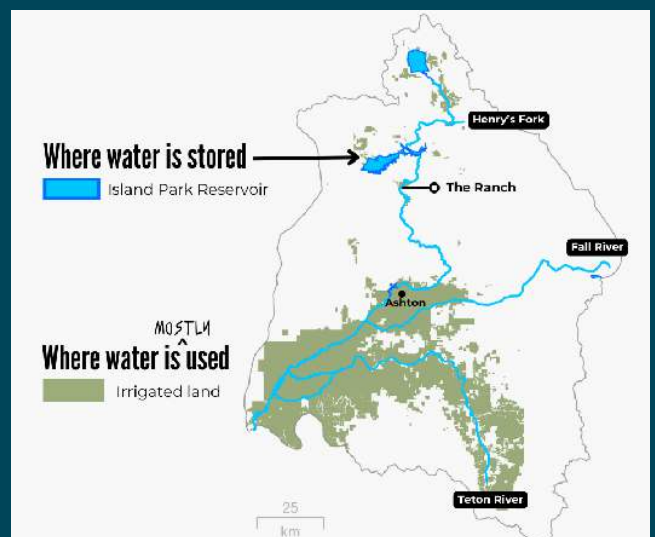 Henry's Fork
Where water is stored
Island Park Reservoir
The Ranch
Fall River
Ashton
MOSTLY
Where water is ^ used
Irrigated land
Teton River
25
km